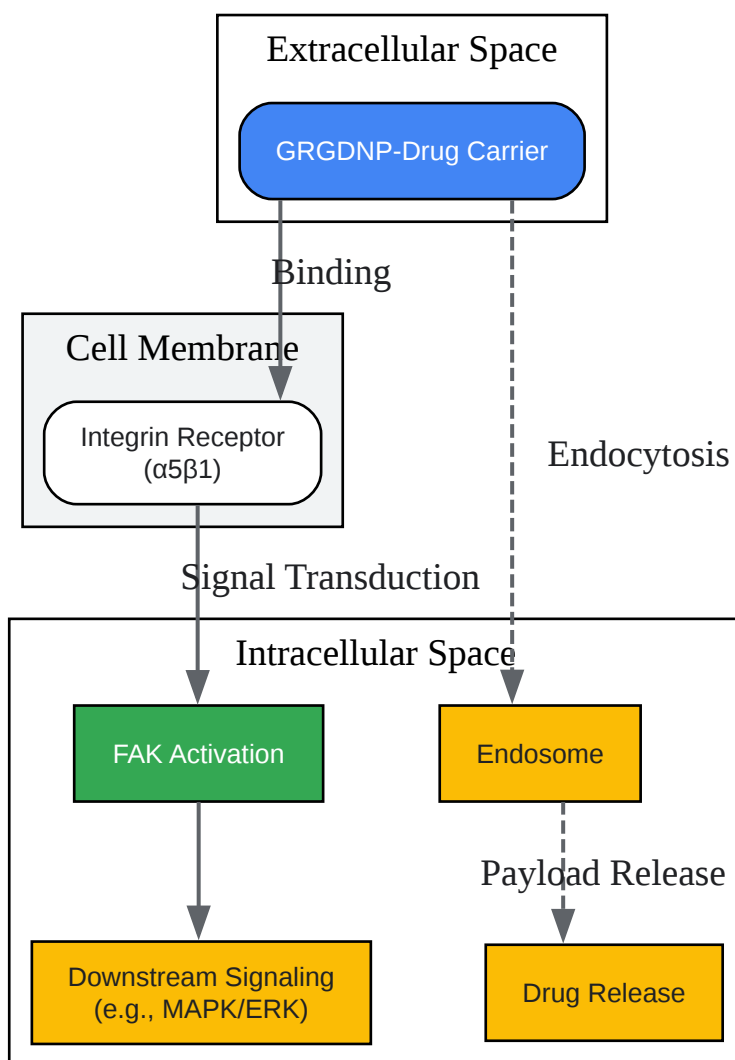 Extracellular Space
GRGDNP-Drug Carrier
Binding
Cell Membrane
Integrin Receptor
(α5β1)
Endocytosis
Signal Transduction
Intracellular Space
FAK Activation
Endosome
Payload Release
Downstream Signaling
(e.g., MAPK/ERK)
Drug Release